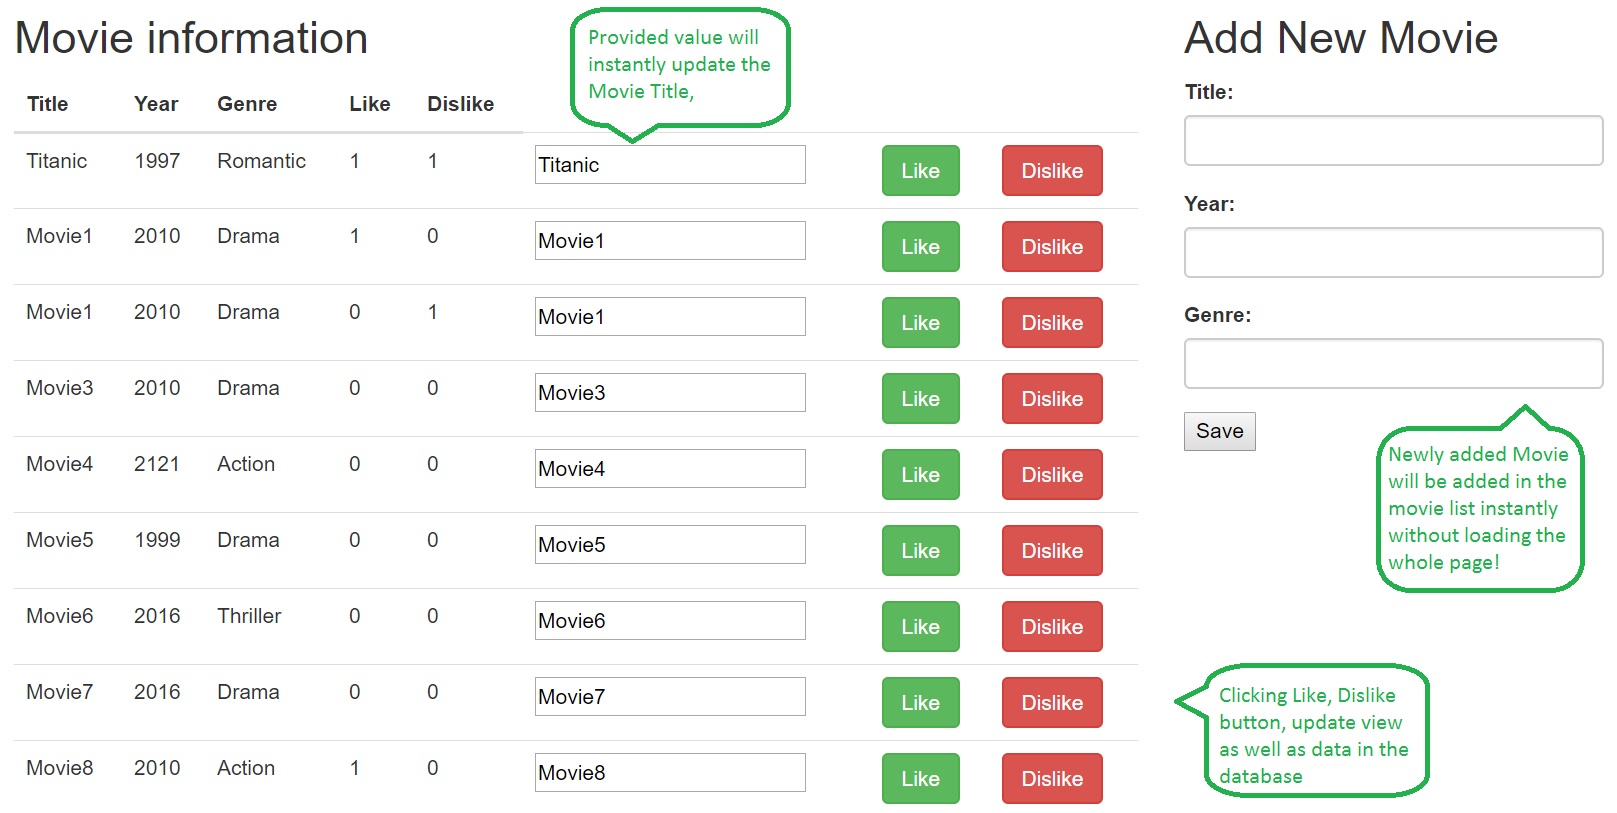 Movie information
Provided value will
instantly update the
Movie Title,
Title Year Genre Like Dislike
Titanic 1997 Romantic 1 1 Titanic Like Dislike
Movie1 2010 Drama 1 0 Movie1 Like Dislike
Movie1 2010 Drama 0 1 Movie1 Like Dislike
Movie3 2010 Drama 0 0 Movie3 Like Dislike
Movie4 2121 Action 0 0 Movie4 Like Dislike
Movie5 1999 Drama 0 0 Movie5 Like Dislike
Movie6 2016 Thriller 0 0 Movie6 Like Dislike
Movie7 2016 Drama 0 0 Movie7 Like Dislike
Movie8 2010 Action 1 0 Movie8 Like Dislike
Add New Movie
Title:
Year:
Genre:
Save
Newly added Movie
will be added in the
movie list instantly
without loading the
whole page!
Clicking Like, Dislike
button, update view
as well as data in the
database